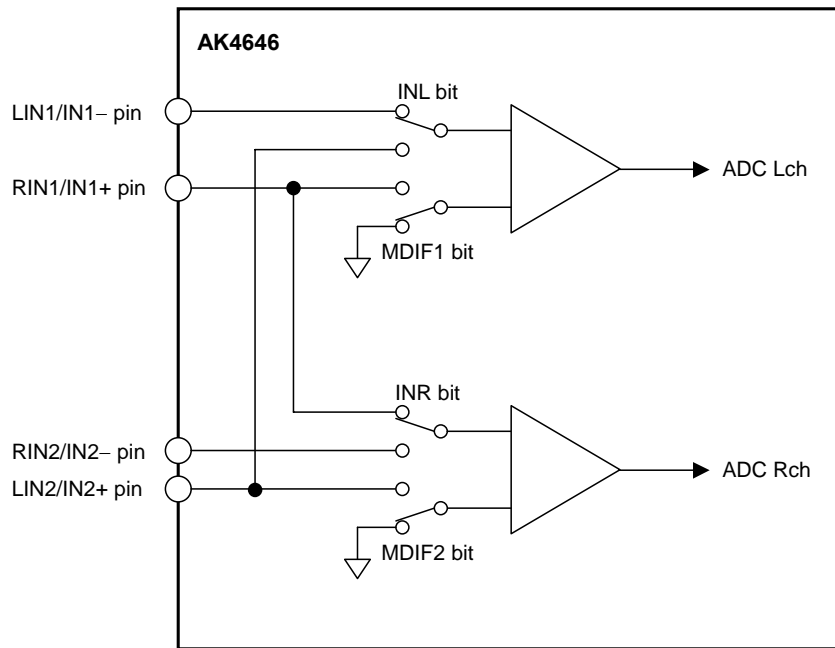 AK4646
INL bit
LIN1/IN1− pin
RIN1/IN1+ pin
ADC Lch
MDIF1 bit
INR bit
RIN2/IN2− pin
LIN2/IN2+ pin
ADC Rch
MDIF2 bit